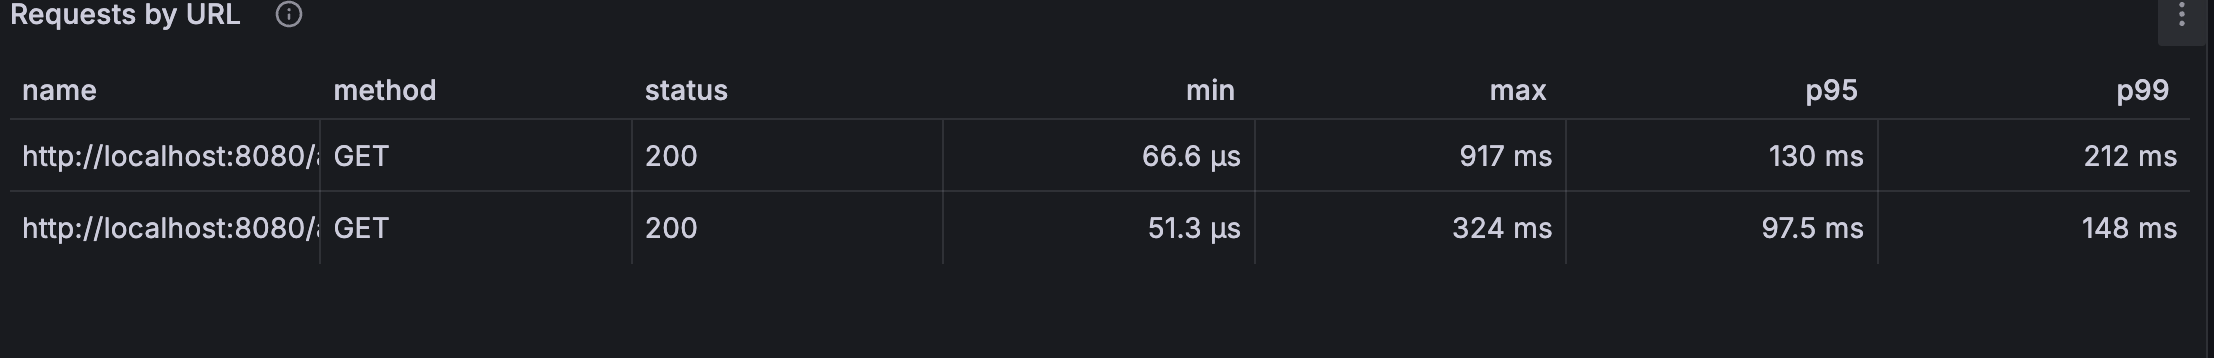 Requests by URL
name method status min max p95 p99
http://localhost:8080/ GET 200 66.6 µs 917 ms 130 ms 212 ms
http://localhost:8080/ GET 200 51.3 µs 324 ms 97.5 ms 148 ms